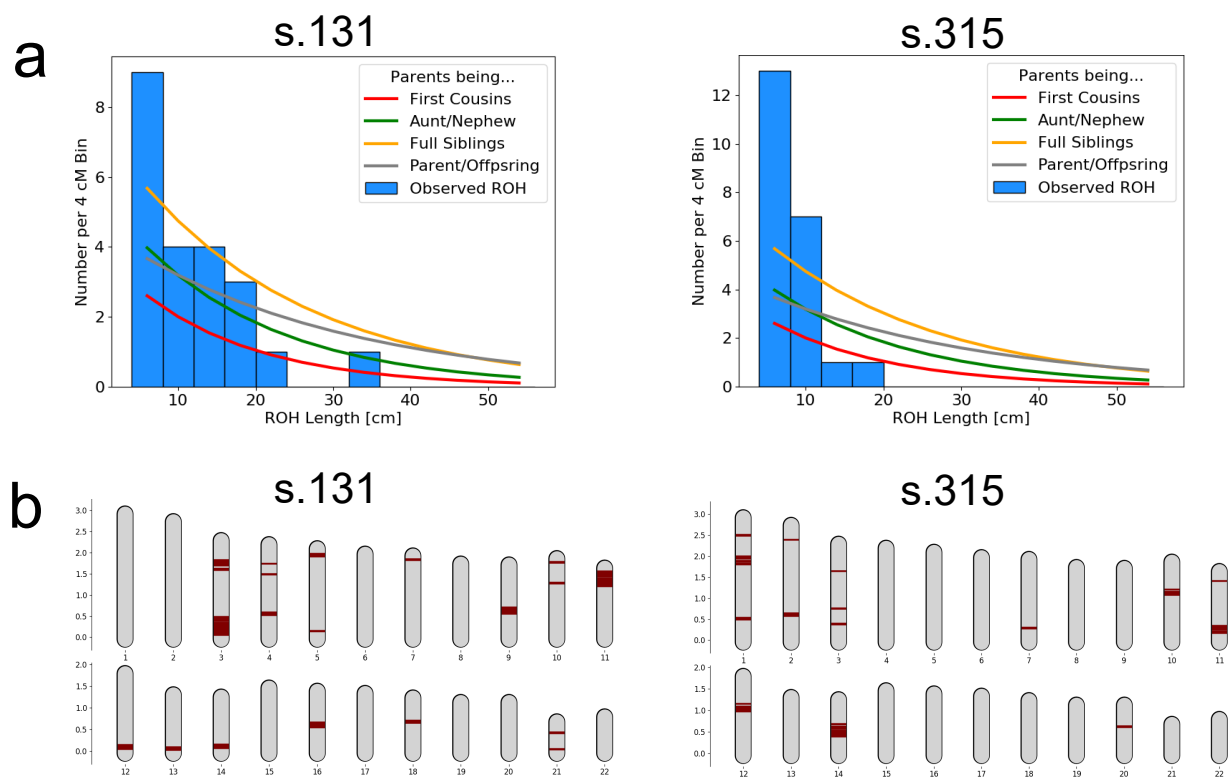 a
s.131
s.315
Parents being...
First Cousins
Aunt/Nephew
Full Siblings
Parent/Offpsring
Observed ROH
Number per 4 cM Bin
0
2
4
6
8
10
20
30
40
50
ROH Length [cm]
Parents being...
First Cousins
Aunt/Nephew
Full Siblings
Parent/Offpsring
Observed ROH
Number per 4 cM Bin
0
2
4
6
8
10
12
10
20
30
40
50
ROH Length [cm]
b
s.131
s.315
3.0
2.5
2.0
1.5
1.0
0.5
0.0
1 2 3 4 5 6 7 8 9 10 11
2.0
1.5
1.0
0.5
0.0
12 13 14 15 16 17 18 19 20 21 22
3.0
2.5
2.0
1.5
1.0
0.5
0.0
1 2 3 4 5 6 7 8 9 10 11
2.0
1.5
1.0
0.5
0.0
12 13 14 15 16 17 18 19 20 21